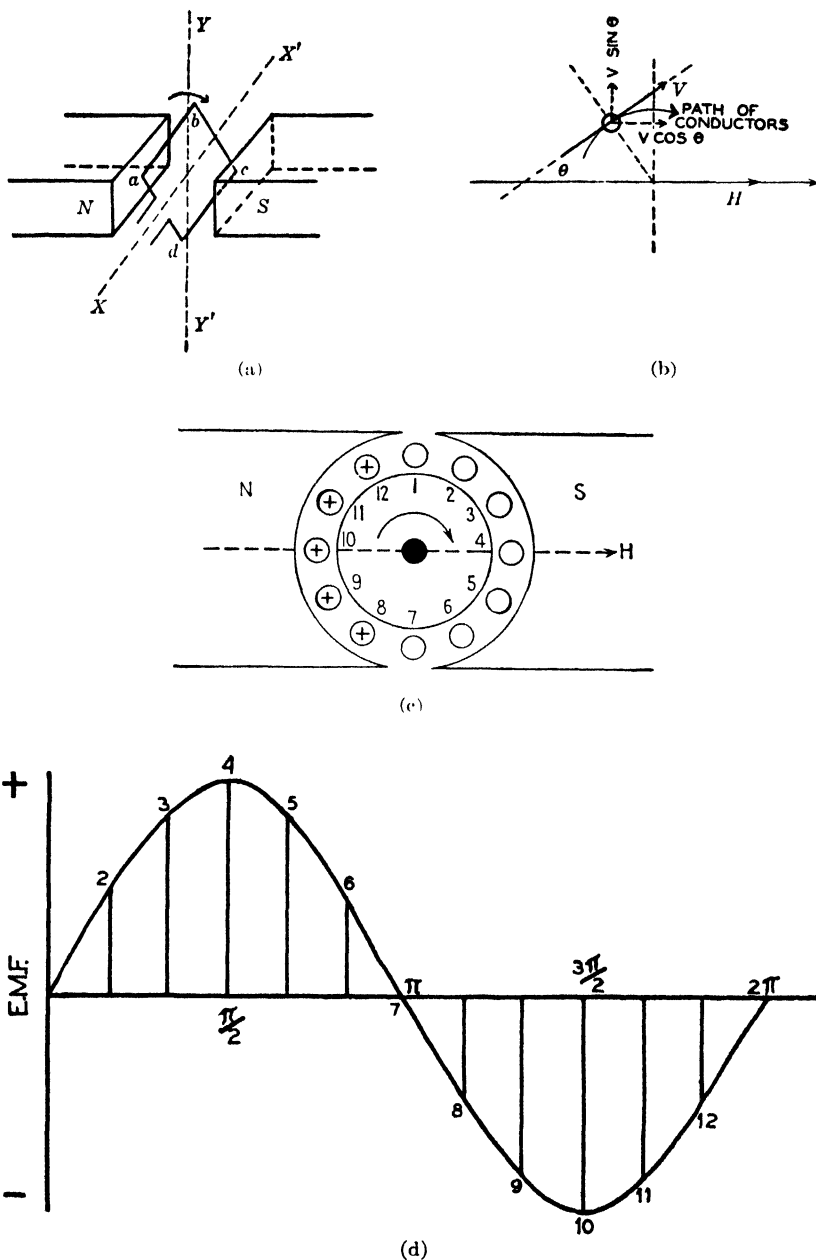 Y
X'
b
a
c
N
S
d
X
Y'
(a)
V SIN θ
V
PATH OF
CONDUCTORS
V COS θ
θ
H
(b)
N
S
12 1 2
11 3
10 4
9 5
8 7 6
H
(c)
+
E.M.F.
−
4
3
5
2
6
π/2
7
π
3π/2
2π
8
9
10
11
12
(d)